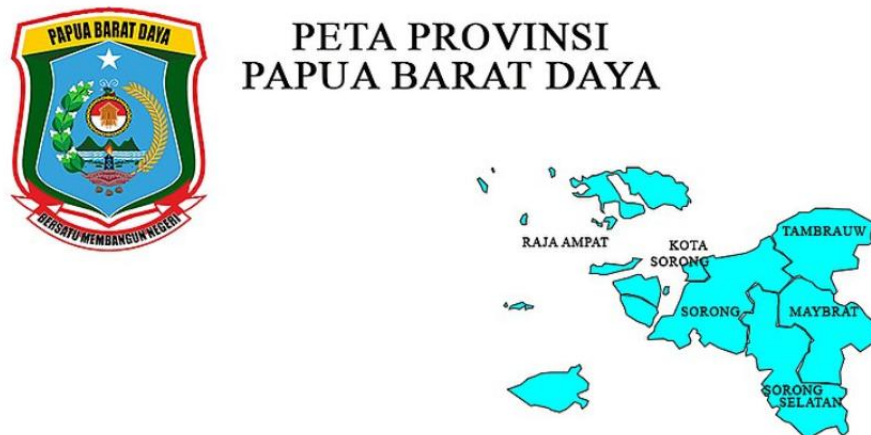 PAPUA BARAT DAYA
BERSATU MEMBANGUN NEGERI
PETA PROVINSI
PAPUA BARAT DAYA
TAMBRAUW
RAJA AMPAT
KOTA
SORONG
SORONG
MAYBRAT
SORONG
SELATAN